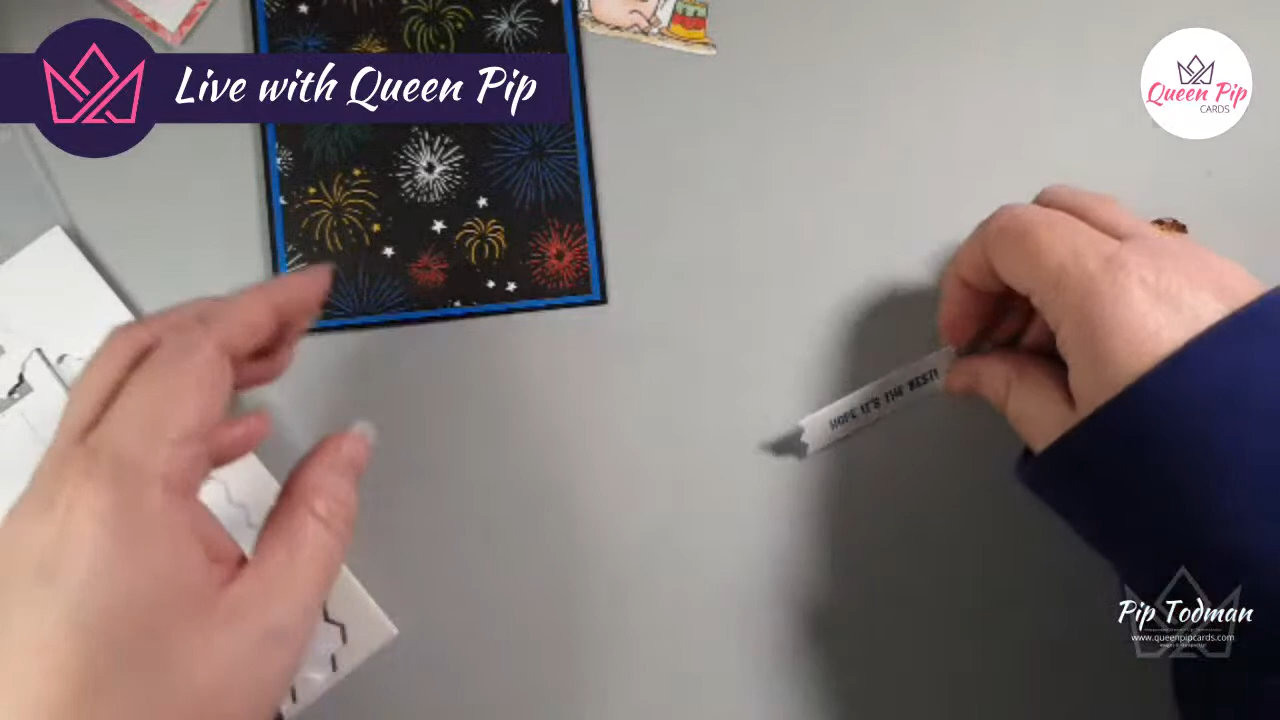 Live with Queen Pip
Queen Pip
CARDS
HOPE IT'S THE BEST!
Pip Todman
www.queenpipcards.com